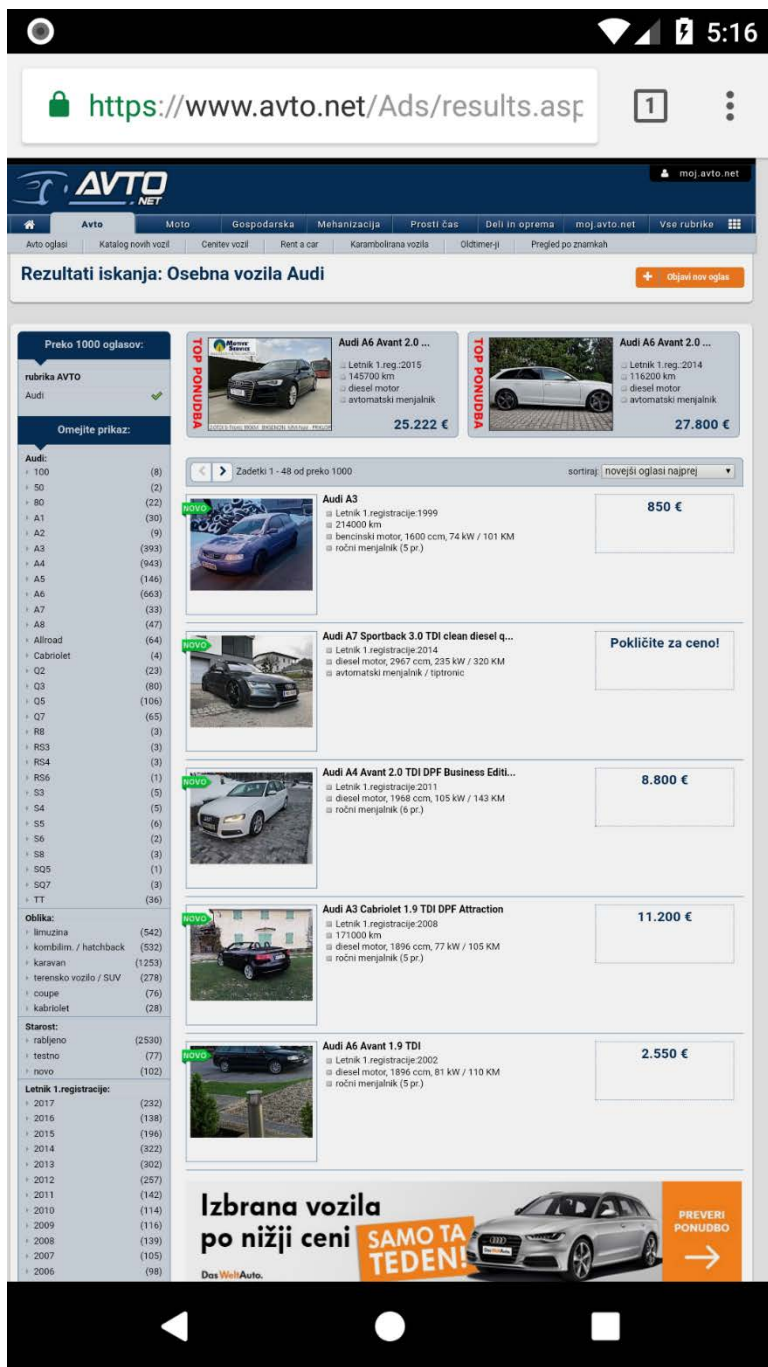 5:16
https://www.avto.net/Ads/results.asp
1
AVTO
.NET
moj.avto.net
Avto Moto Gospodarska Mehanizacija Prosti čas Deli in oprema moj.avto.net Vse rubrike
Avto oglasi Katalog novih vozil Cenitev vozil Rent a car Karambolirana vozila Oldtimer-ji Pregled po znamkah
Rezultati iskanja: Osebna vozila Audi
+ Objavi nov oglas
Preko 1000 oglasov:
rubrika AVTO
Audi
Omejite prikaz:
Audi:
100 (8)
50 (2)
80 (22)
A1 (30)
A2 (9)
A3 (393)
A4 (943)
A5 (146)
A6 (663)
A7 (33)
A8 (47)
Allroad (64)
Cabriolet (4)
Q2 (23)
Q3 (80)
Q5 (106)
Q7 (65)
R8 (3)
RS3 (3)
RS4 (3)
RS6 (1)
S3 (5)
S4 (5)
S5 (6)
S6 (2)
S8 (3)
SQ5 (1)
SQ7 (3)
TT (36)
Oblika:
limuzina (542)
kombilim. / hatchback (532)
karavan (1253)
terensko vozilo / SUV (278)
coupe (76)
kabriolet (28)
Starost:
rabljeno (2530)
testno (77)
novo (102)
Letnik 1.registracije:
2017 (232)
2016 (138)
2015 (196)
2014 (322)
2013 (302)
2012 (257)
2011 (142)
2010 (114)
2009 (116)
2008 (139)
2007 (105)
2006 (98)
TOP PONUDBA
Audi A6 Avant 2.0 ...
Letnik 1.reg.:2015
145700 km
diesel motor
avtomatski menjalnik
25.222 €
TOP PONUDBA
Audi A6 Avant 2.0 ...
Letnik 1.reg.:2014
116200 km
diesel motor
avtomatski menjalnik
27.800 €
Zadetki 1 - 48 od preko 1000
sortiraj: novejši oglasi najprej
NOVO
Audi A3
Letnik 1.registracije:1999
214000 km
bencinski motor, 1600 ccm, 74 kW / 101 KM
ročni menjalnik (5 pr.)
850 €
NOVO
Audi A7 Sportback 3.0 TDI clean diesel q...
Letnik 1.registracije:2014
diesel motor, 2967 ccm, 235 kW / 320 KM
avtomatski menjalnik / tiptronic
Pokličite za ceno!
NOVO
Audi A4 Avant 2.0 TDI DPF Business Editi...
Letnik 1.registracije:2011
diesel motor, 1968 ccm, 105 kW / 143 KM
ročni menjalnik (6 pr.)
8.800 €
NOVO
Audi A3 Cabriolet 1.9 TDI DPF Attraction
Letnik 1.registracije:2008
171000 km
diesel motor, 1896 ccm, 77 kW / 105 KM
ročni menjalnik (5 pr.)
11.200 €
NOVO
Audi A6 Avant 1.9 TDI
Letnik 1.registracije:2002
diesel motor, 1896 ccm, 81 kW / 110 KM
ročni menjalnik (5 pr.)
2.550 €
Izbrana vozila
po nižji ceni
SAMO TA
TEDEN!
Das WeltAuto.
PREVERI
PONUDBO